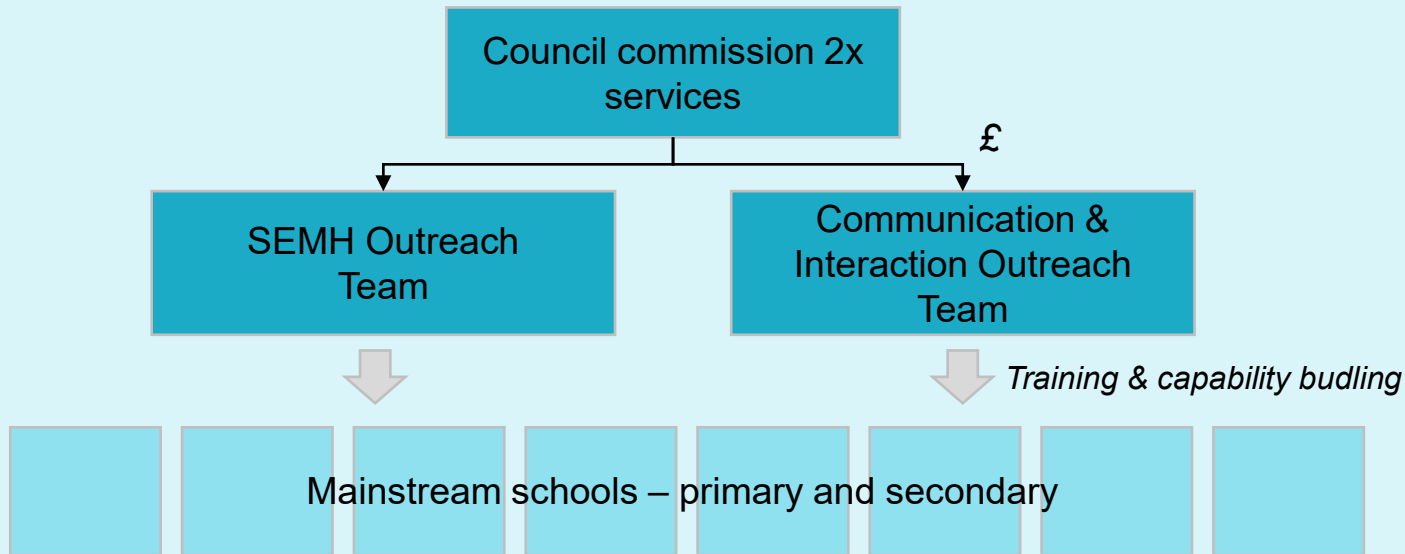 Council commission 2x
services
£
SEMH Outreach
Team
Communication &
Interaction Outreach
Team
Training & capability budling
Mainstream schools – primary and secondary